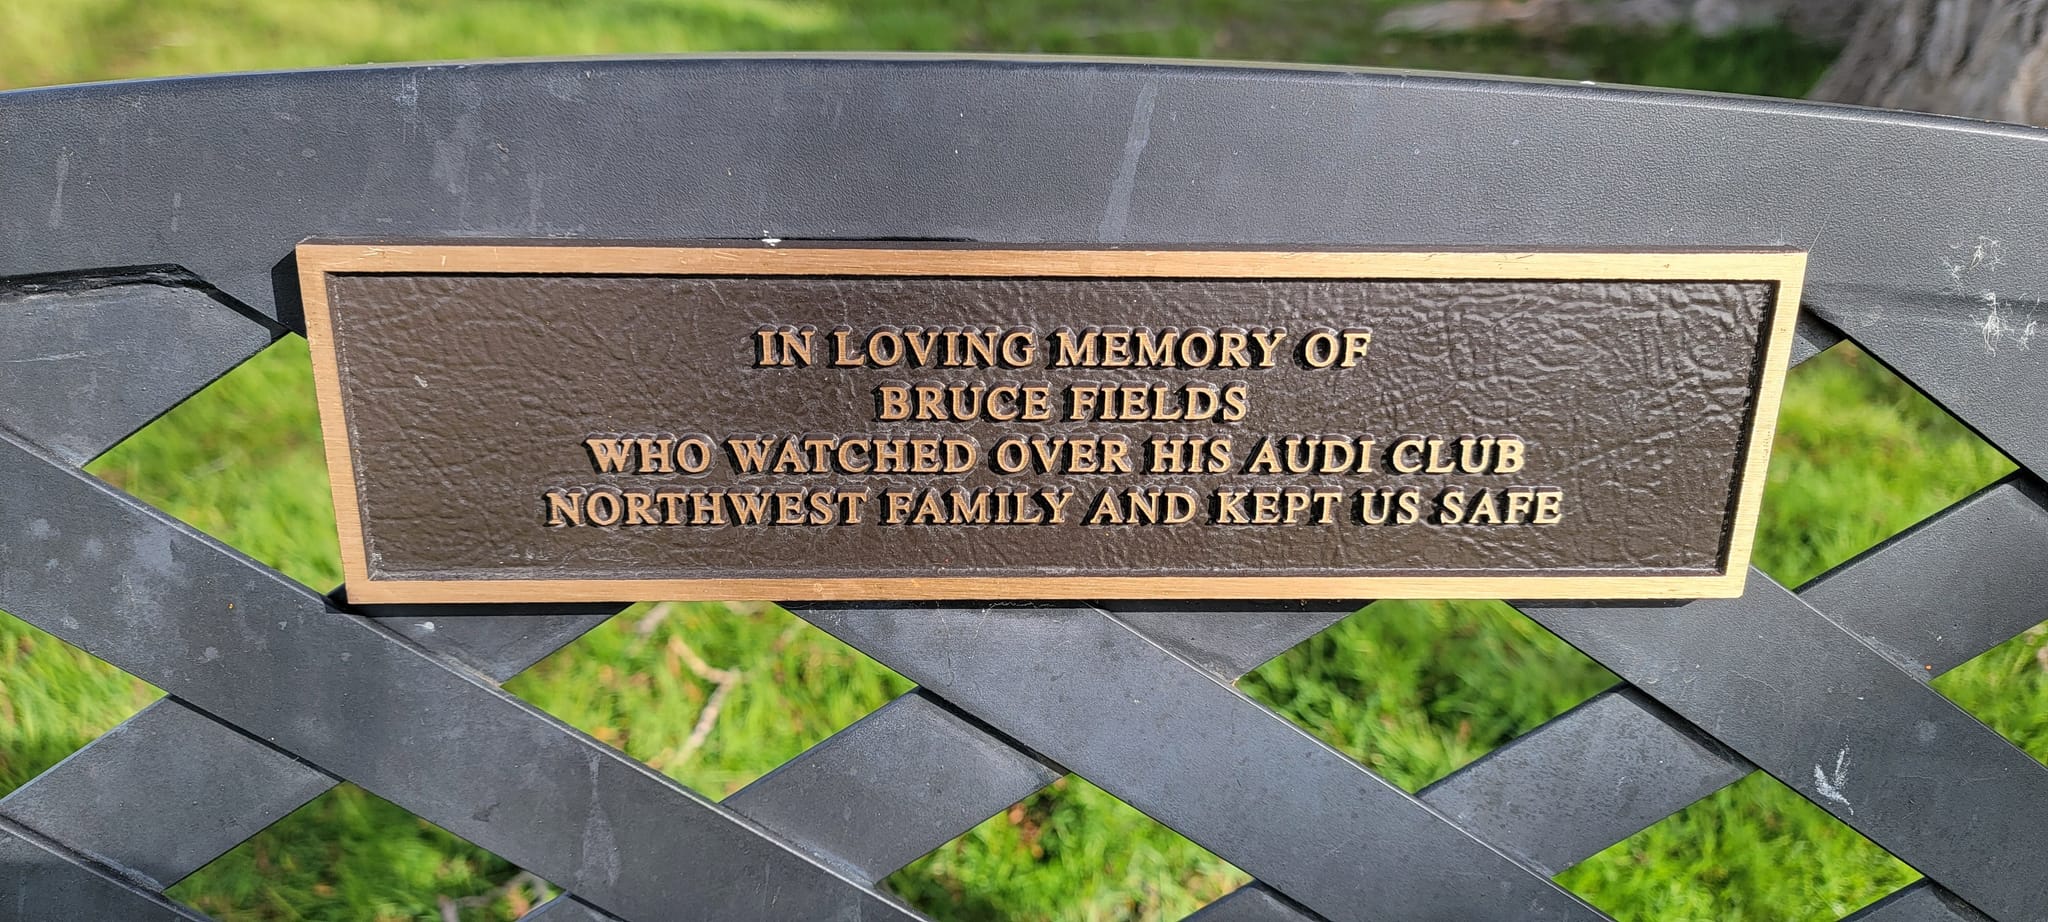 IN LOVING MEMORY OF
BRUCE FIELDS
WHO WATCHED OVER HIS AUDI CLUB
NORTHWEST FAMILY AND KEPT US SAFE